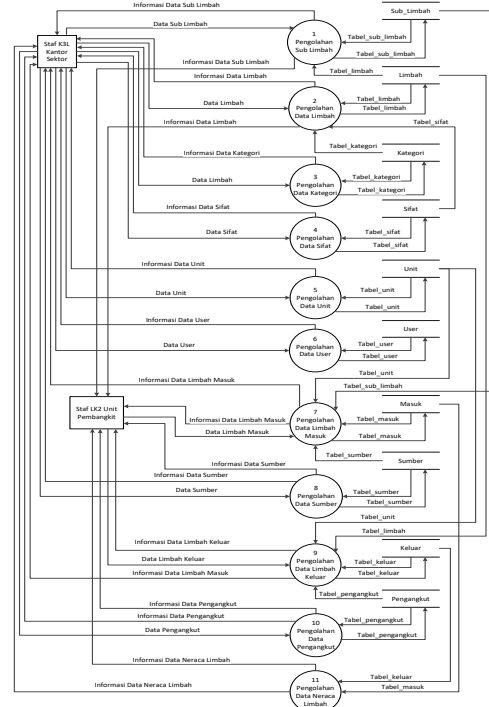 Informasi Data Sub Limbah
Sub_Limbah
Data Sub Limbah
Staf K3L
Kantor
Sektor
1
Pengolahan
Sub Limbah
Tabel_sub_limbah
Tabel_sub_limbah
Informasi Data Sub Limbah
Tabel_limbah
Limbah
Informasi Data Limbah
2
Pengolahan
Data Limbah
Data Limbah
Tabel_limbah
Tabel_limbah
Informasi Data Limbah
Tabel_sifat
Tabel_kategori
Kategori
Informasi Data Kategori
3
Pengolahan
Data Kategori
Data Limbah
Tabel_kategori
Tabel_kategori
Informasi Data Sifat
Sifat
4
Pengolahan
Data Sifat
Data Sifat
Tabel_sifat
Tabel_sifat
Informasi Data Unit
Unit
5
Pengolahan
Data Unit
Data Unit
Tabel_unit
Tabel_unit
Informasi Data User
User
6
Pengolahan
Data User
Data User
Tabel_user
Tabel_user
Tabel_unit
Informasi Data Limbah Masuk
Tabel_sub_limbah
Staf LK2 Unit
Pembangkit
Masuk
7
Pengolahan
Data Limbah
Masuk
Informasi Data Limbah Masuk
Tabel_masuk
Data Limbah Masuk
Tabel_masuk
Tabel_sumber
Sumber
Informasi Data Sumber
Informasi Data Sumber
8
Pengolahan
Data Sumber
Data Sumber
Tabel_sumber
Tabel_sumber
Tabel_unit
Tabel_limbah
Informasi Data Limbah Keluar
Keluar
9
Pengolahan
Data Limbah
Keluar
Data Limbah Keluar
Tabel_keluar
Informasi Data Limbah Masuk
Tabel_keluar
Tabel_pengangkut
Pengangkut
Informasi Data Pengangkut
Informasi Data Pengangkut
10
Pengolahan
Data
Pengangkut
Tabel_pengangkut
Data Pengangkut
Tabel_pengangkut
Informasi Data Neraca Limbah
11
Pengolahan
Data Neraca
Limbah
Tabel_keluar
Informasi Data Neraca Limbah
Tabel_masuk